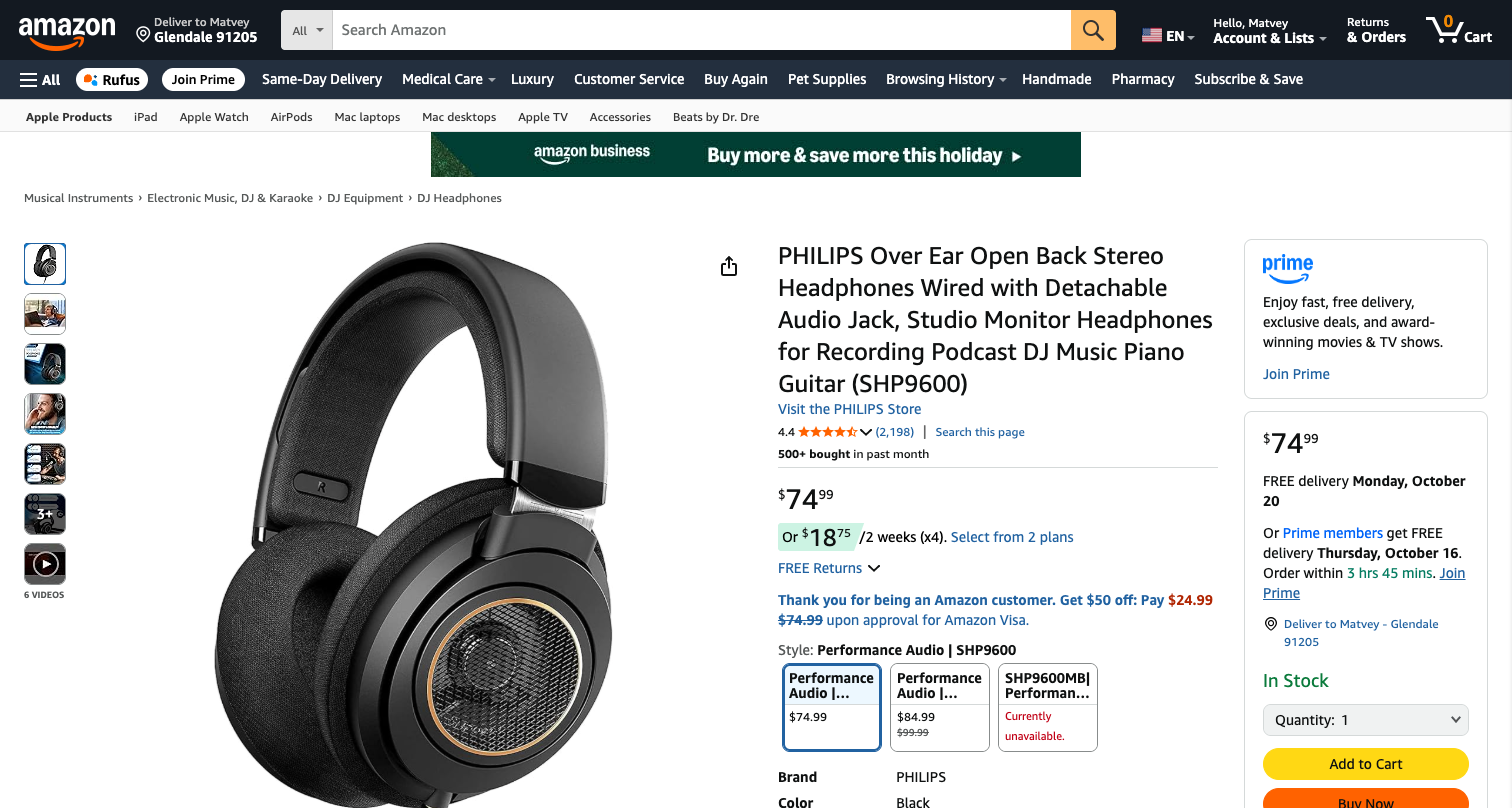 amazon
Deliver to Matvey
Glendale 91205
All
Search Amazon
EN
Hello, Matvey
Account & Lists
Returns
& Orders
0
Cart
All
Rufus
Join Prime
Same-Day Delivery
Medical Care
Luxury
Customer Service
Buy Again
Pet Supplies
Browsing History
Handmade
Pharmacy
Subscribe & Save
Apple Products
iPad
Apple Watch
AirPods
Mac laptops
Mac desktops
Apple TV
Accessories
Beats by Dr. Dre
amazon business
Buy more & save more this holiday
Musical Instruments › Electronic Music, DJ & Karaoke › DJ Equipment › DJ Headphones
3+
6 VIDEOS
R
PHILIPS Over Ear Open Back Stereo
Headphones Wired with Detachable
Audio Jack, Studio Monitor Headphones
for Recording Podcast DJ Music Piano
Guitar (SHP9600)
Visit the PHILIPS Store
4.4 (2,198) | Search this page
500+ bought in past month
$74.99
Or $18.75 /2 weeks (x4). Select from 2 plans
FREE Returns
Thank you for being an Amazon customer. Get $50 off: Pay $24.99
$74.99 upon approval for Amazon Visa.
Style: Performance Audio | SHP9600
Performance
Audio |...
$74.99
Performance
Audio |...
$84.99
$99.99
SHP9600MB|
Performan...
Currently
unavailable.
Brand PHILIPS
Color Black
prime
Enjoy fast, free delivery,
exclusive deals, and award-
winning movies & TV shows.
Join Prime
$74.99
FREE delivery Monday, October
20
Or Prime members get FREE
delivery Thursday, October 16.
Order within 3 hrs 45 mins. Join
Prime
Deliver to Matvey - Glendale
91205
In Stock
Quantity: 1
Add to Cart
Buy Now